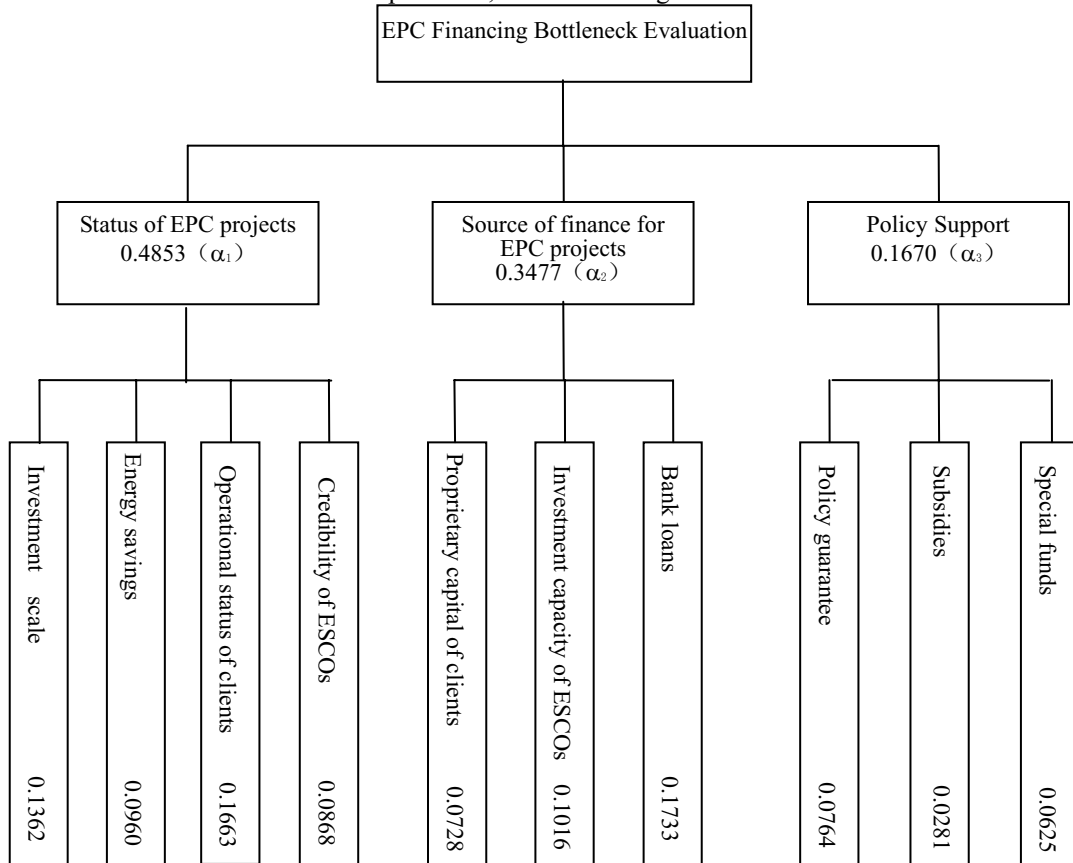 EPC Financing Bottleneck Evaluation
Status of EPC projects
0.4853（α₁）
Source of finance for
EPC projects
0.3477（α₂）
Policy Support
0.1670（α₃）
Investment scale 0.1362
Energy savings 0.0960
Operational status of clients 0.1663
Credibility of ESCOs 0.0868
Proprietary capital of clients 0.0728
Investment capacity of ESCOs 0.1016
Bank loans 0.1733
Policy guarantee 0.0764
Subsidies 0.0281
Special funds 0.0625